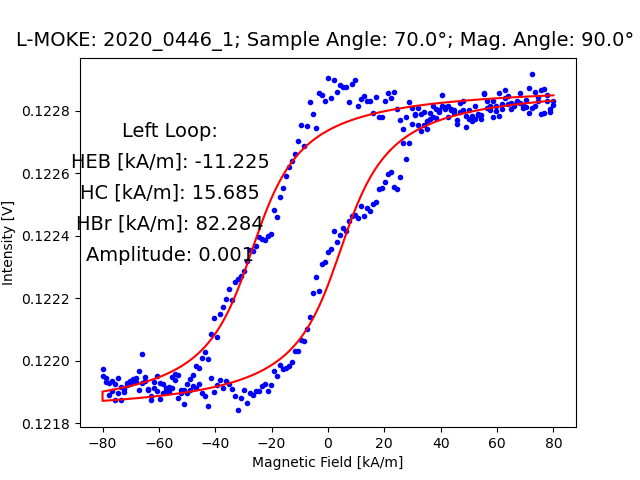 L-MOKE: 2020_0446_1; Sample Angle: 70.0°; Mag. Angle: 90.0°
Intensity [V]
0.1228
0.1226
0.1224
0.1222
0.1220
0.1218
Left Loop:
HEB [kA/m]: -11.225
HC [kA/m]: 15.685
HBr [kA/m]: 82.284
Amplitude: 0.001
−80
−60
−40
−20
0
20
40
60
80
Magnetic Field [kA/m]